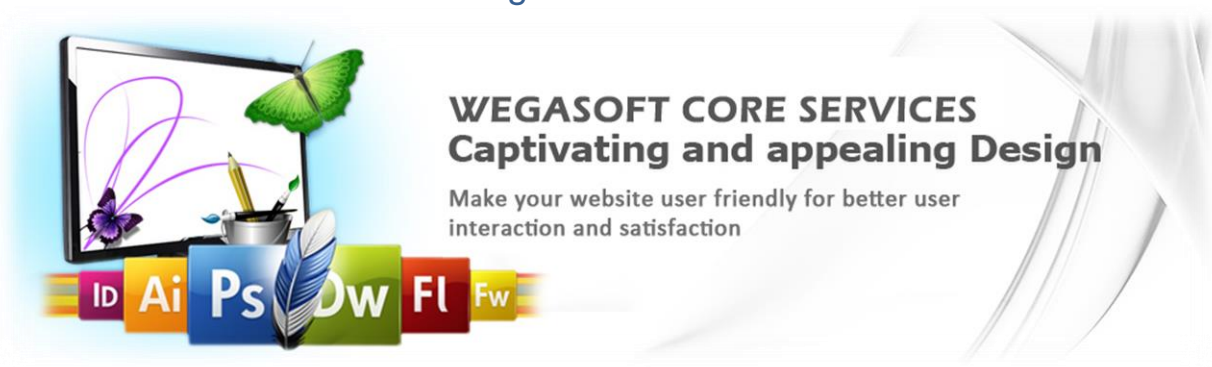 WEGASOFT CORE SERVICES
Captivating and appealing Design
Make your website user friendly for better user
interaction and satisfaction
ID Ai Ps Dw Fl Fw